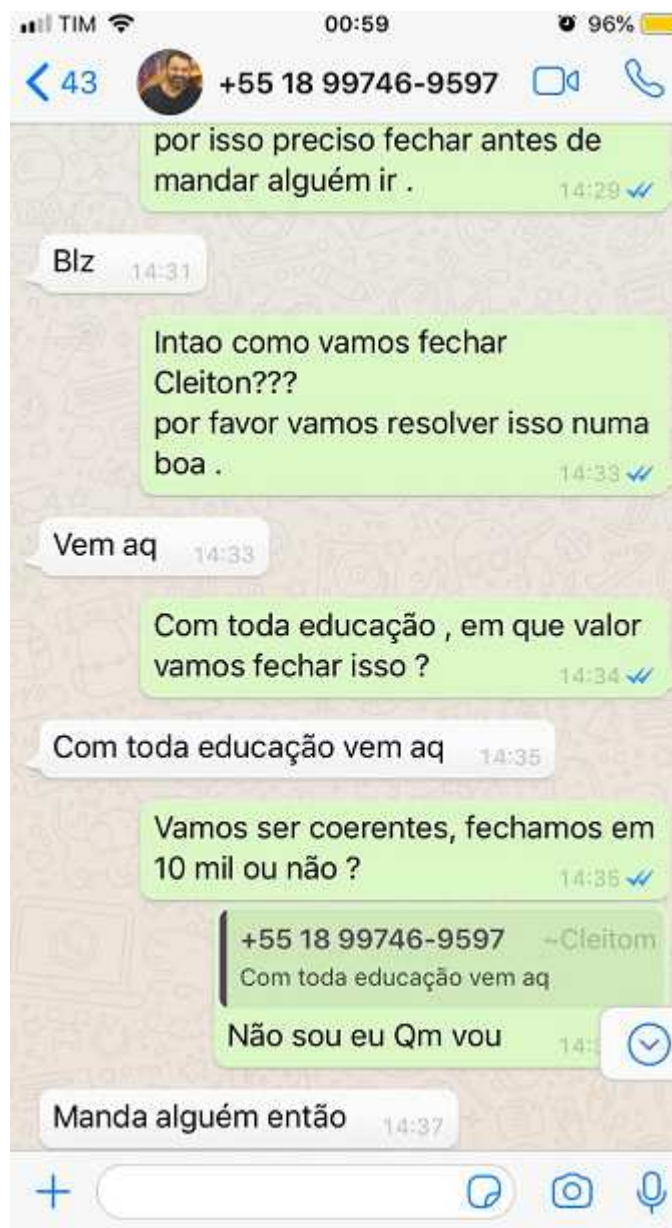 TIM 00:59 96%
43 +55 18 99746-9597
por isso preciso fechar antes de
mandar alguém ir . 14:29
Blz 14:31
Intao como vamos fechar
Cleiton???
por favor vamos resolver isso numa
boa . 14:33
Vem aq 14:33
Com toda educação , em que valor
vamos fechar isso ? 14:34
Com toda educação vem aq 14:35
Vamos ser coerentes, fechamos em
10 mil ou não ? 14:35
+55 18 99746-9597 ~Cleitom
Com toda educação vem aq
Não sou eu Qm vou 14:
Manda alguém então 14:37